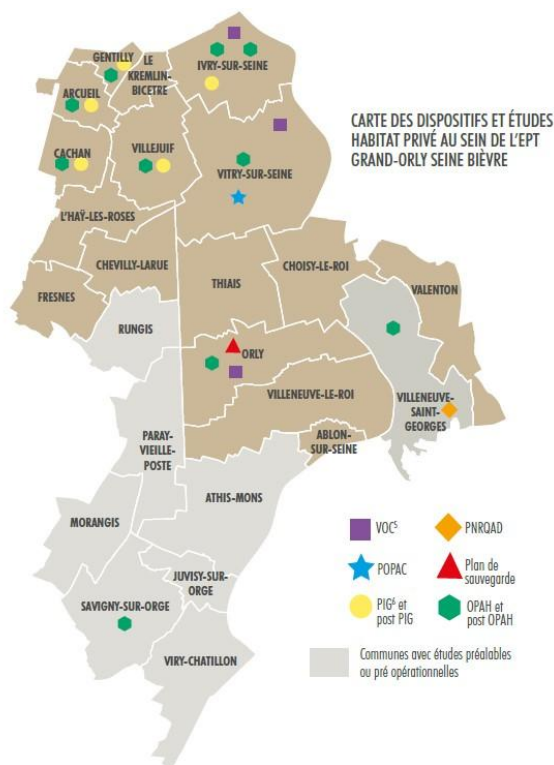 GENTILLY
LE
KREMLIN-
BICETRE
IVRY-SUR-SEINE
ARCUEIL
CARTE DES DISPOSITIFS ET ÉTUDES
HABITAT PRIVÉ AU SEIN DE L'EPT
GRAND-ORLY SEINE BIÈVRE
CACHAN
VILLEJUIF
VITRY-SUR-SEINE
L'HAŸ-LES-ROSES
CHEVILLY-LARUE
CHOISY-LE-ROI
FRESNES
THIAIS
VALENTON
RUNGIS
ORLY
VILLENEUVE-LE-ROI
VILLENEUVE-
SAINT-
GEORGES
PARAY-
VIEILLE-
POSTE
ABLON-
SUR-SEINE
ATHIS-MONS
MORANGIS
VOC⁵
PNRQAD
POPAC
Plan de
sauvegarde
JUVISY-SUR-
ORGE
SAVIGNY-SUR-ORGE
PIG⁶ et
post PIG
OPAH et
post OPAH
VIRY-CHATILLON
Communes avec études préalables
ou pré opérationnelles